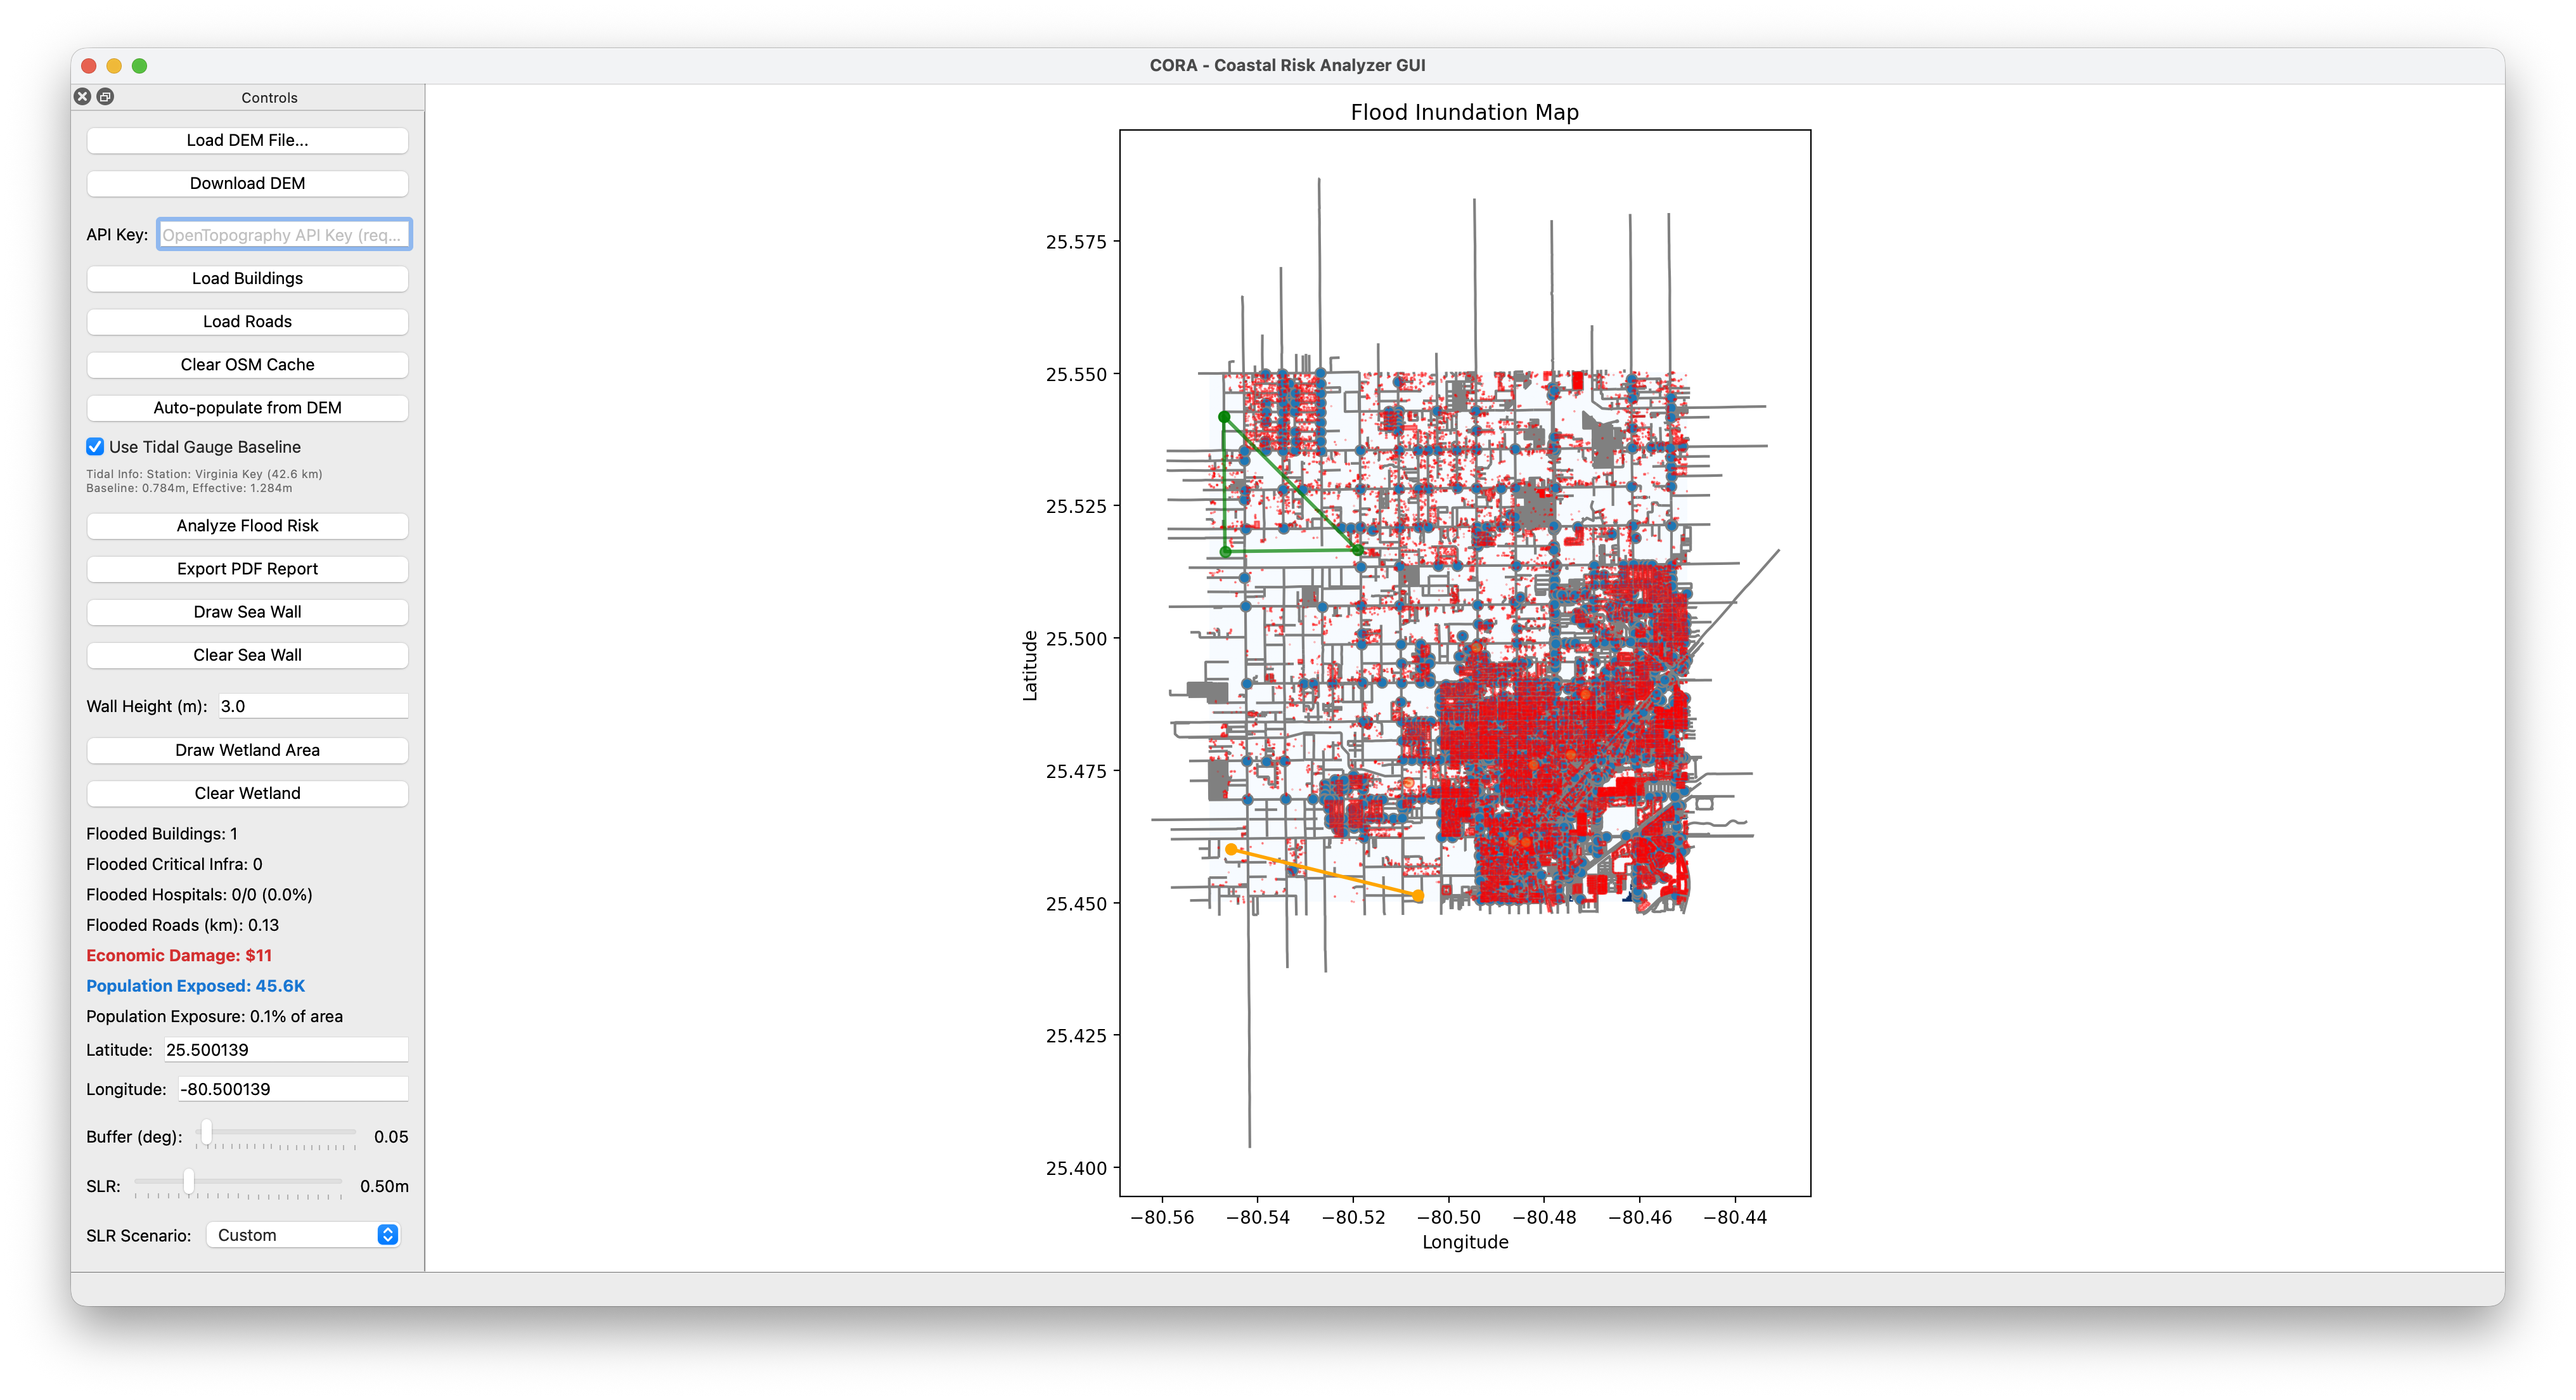 CORA - Coastal Risk Analyzer GUI
Controls
Load DEM File...
Download DEM
API Key: OpenTopography API Key (req...
Load Buildings
Load Roads
Clear OSM Cache
Auto-populate from DEM
Use Tidal Gauge Baseline
Tidal Info: Station: Virginia Key (42.6 km)
Baseline: 0.784m, Effective: 1.284m
Analyze Flood Risk
Export PDF Report
Draw Sea Wall
Clear Sea Wall
Wall Height (m): 3.0
Draw Wetland Area
Clear Wetland
Flooded Buildings: 1
Flooded Critical Infra: 0
Flooded Hospitals: 0/0 (0.0%)
Flooded Roads (km): 0.13
Economic Damage: $11
Population Exposed: 45.6K
Population Exposure: 0.1% of area
Latitude: 25.500139
Longitude: -80.500139
Buffer (deg): 0.05
SLR: 0.50m
SLR Scenario: Custom
Flood Inundation Map
Latitude
25.575
25.550
25.525
25.500
25.475
25.450
25.425
25.400
−80.56 −80.54 −80.52 −80.50 −80.48 −80.46 −80.44
Longitude